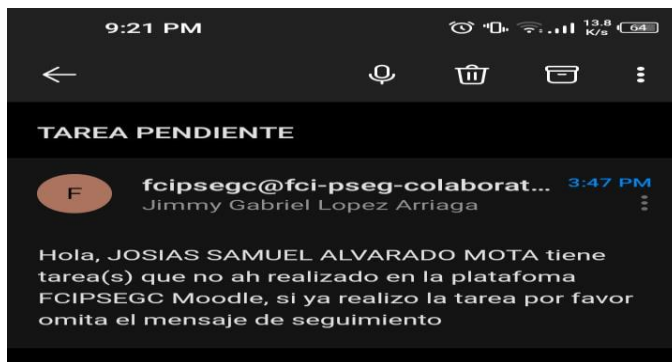 9:21 PM
13.8
K/s
64
TAREA PENDIENTE
F
fcipsegc@fci-pseg-colaborat... 3:47 PM
Jimmy Gabriel Lopez Arriaga
Hola, JOSIAS SAMUEL ALVARADO MOTA tiene
tarea(s) que no ah realizado en la platafoma
FCIPSEGC Moodle, si ya realizo la tarea por favor
omita el mensaje de seguimiento